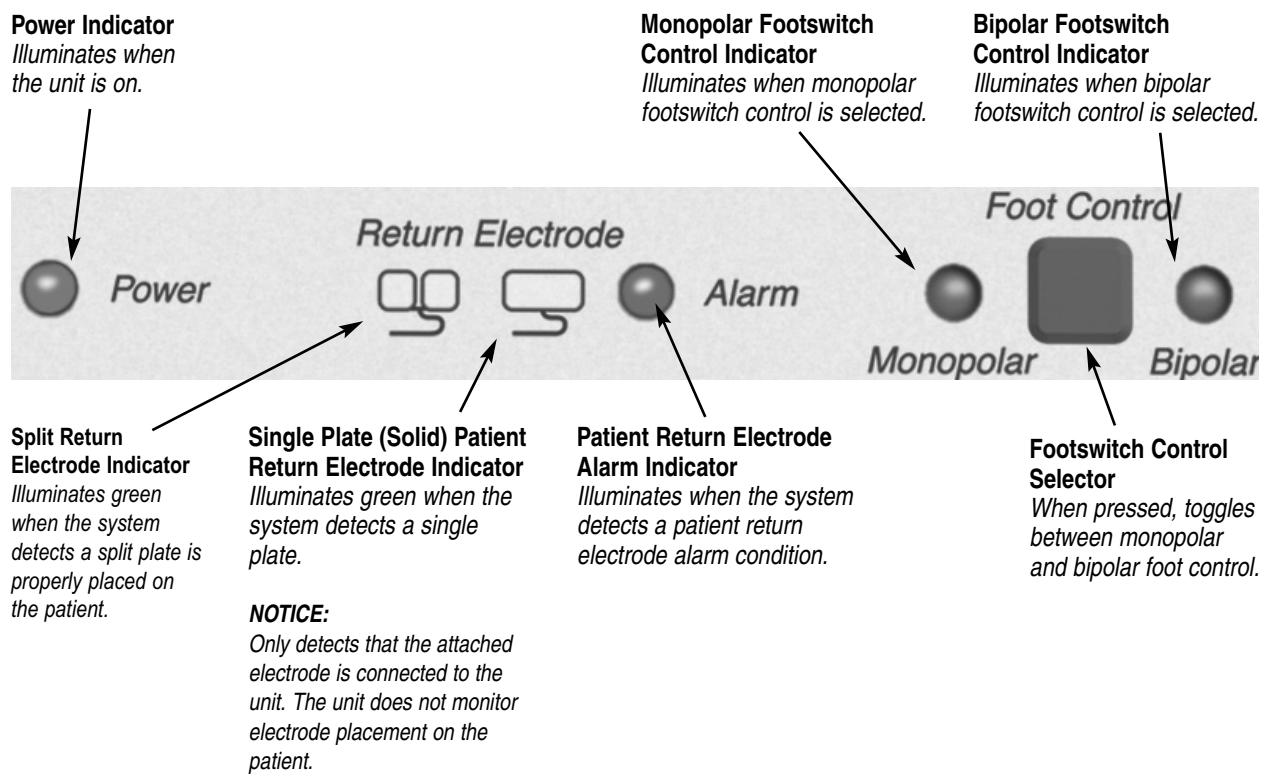 Power Indicator
Illuminates when
the unit is on.
Monopolar Footswitch
Control Indicator
Illuminates when monopolar
footswitch control is selected.
Bipolar Footswitch
Control Indicator
Illuminates when bipolar
footswitch control is selected.
Power
Return Electrode
Alarm
Foot Control
Monopolar
Bipolar
Split Return
Electrode Indicator
Illuminates green
when the system
detects a split plate is
properly placed on
the patient.
Single Plate (Solid) Patient
Return Electrode Indicator
Illuminates green when the
system detects a single
plate.
NOTICE:
Only detects that the attached
electrode is connected to the
unit. The unit does not monitor
electrode placement on the
patient.
Patient Return Electrode
Alarm Indicator
Illuminates when the system
detects a patient return
electrode alarm condition.
Footswitch Control
Selector
When pressed, toggles
between monopolar
and bipolar foot control.